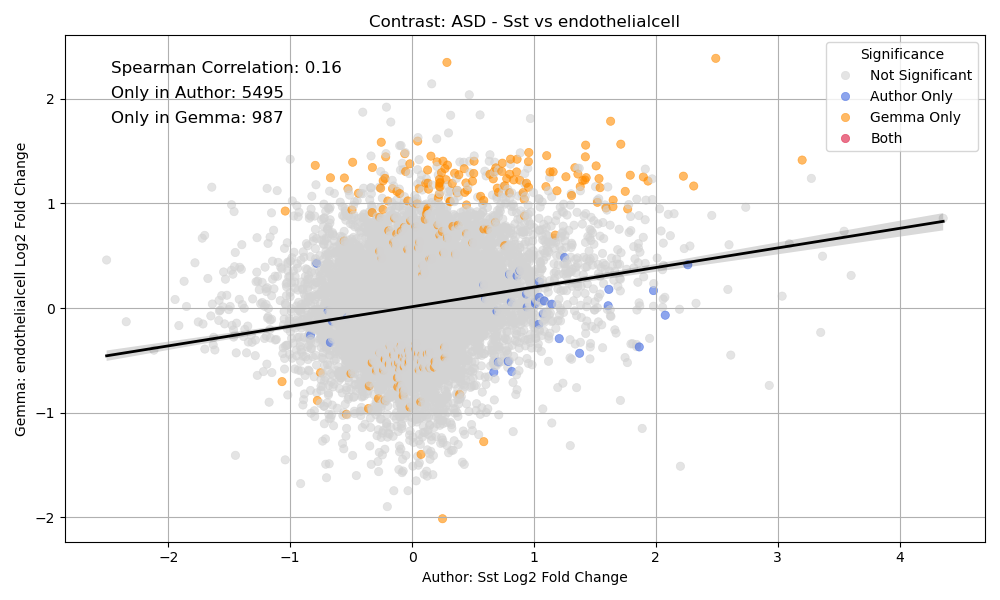 Contrast: ASD - Sst vs endothelialcell
Spearman Correlation: 0.16
Only in Author: 5495
Only in Gemma: 987
Significance
Not Significant
Author Only
Gemma Only
Both
Gemma: endothelialcell Log2 Fold Change
2
1
0
−1
−2
−2
−1
0
1
2
3
4
Author: Sst Log2 Fold Change